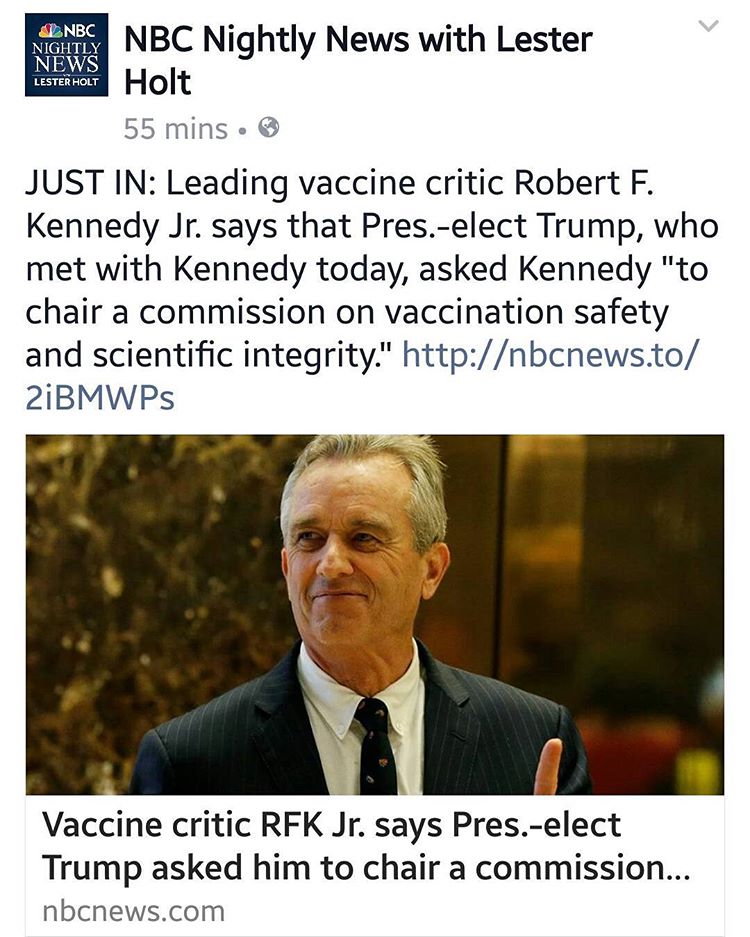 NBC
NIGHTLY
NEWS
LESTER HOLT
NBC Nightly News with Lester
Holt
55 mins •
JUST IN: Leading vaccine critic Robert F.
Kennedy Jr. says that Pres.-elect Trump, who
met with Kennedy today, asked Kennedy "to
chair a commission on vaccination safety
and scientific integrity." http://nbcnews.to/
2iBMWPs
Vaccine critic RFK Jr. says Pres.-elect
Trump asked him to chair a commission...
nbcnews.com